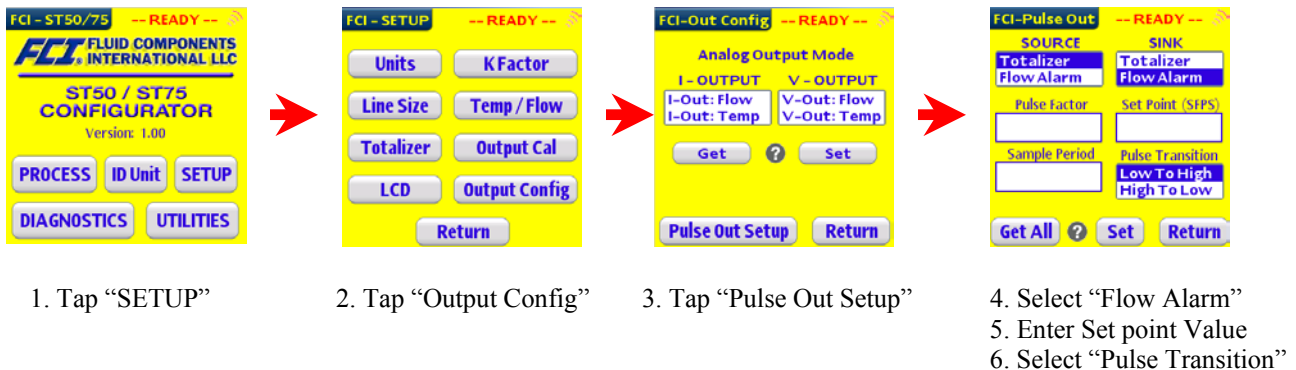 FCI - ST50/75 -- READY --
FCI. FLUID COMPONENTS
INTERNATIONAL LLC
ST50 / ST75
CONFIGURATOR
Version: 1.00
PROCESS ID Unit SETUP
DIAGNOSTICS UTILITIES
1. Tap “SETUP”
FCI - SETUP -- READY --
Units K Factor
Line Size Temp / Flow
Totalizer Output Cal
LCD Output Config
Return
2. Tap “Output Config”
FCI-Out Config -- READY --
Analog Output Mode
I - OUTPUT V - OUTPUT
I-Out: Flow V-Out: Flow
I-Out: Temp V-Out: Temp
Get ? Set
Pulse Out Setup Return
3. Tap “Pulse Out Setup”
FCI-Pulse Out -- READY --
SOURCE SINK
Totalizer Totalizer
Flow Alarm Flow Alarm
Pulse Factor Set Point (SFPS)
Sample Period Pulse Transition
Low To High
High To Low
Get All ? Set Return
4. Select “Flow Alarm”
5. Enter Set point Value
6. Select “Pulse Transition”